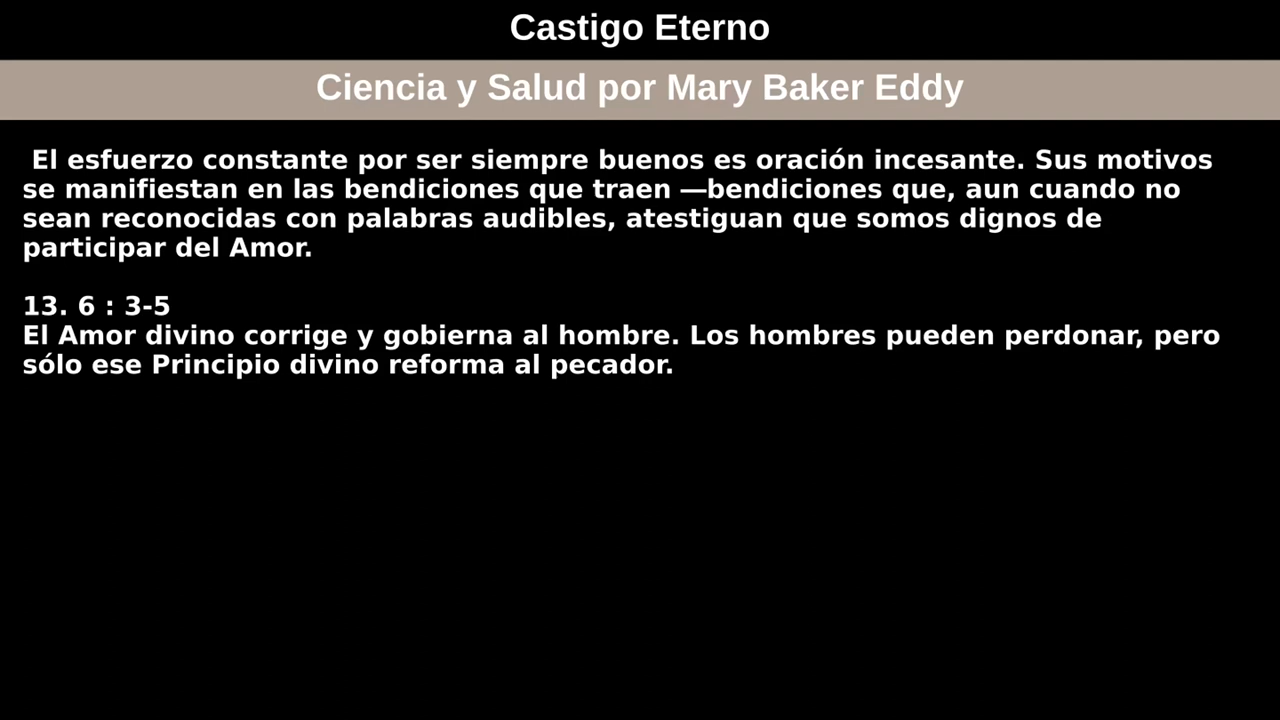 Castigo Eterno
Ciencia y Salud por Mary Baker Eddy
El esfuerzo constante por ser siempre buenos es oración incesante. Sus motivos
se manifiestan en las bendiciones que traen —bendiciones que, aun cuando no
sean reconocidas con palabras audibles, atestiguan que somos dignos de
participar del Amor.
13. 6 : 3-5
El Amor divino corrige y gobierna al hombre. Los hombres pueden perdonar, pero
sólo ese Principio divino reforma al pecador.